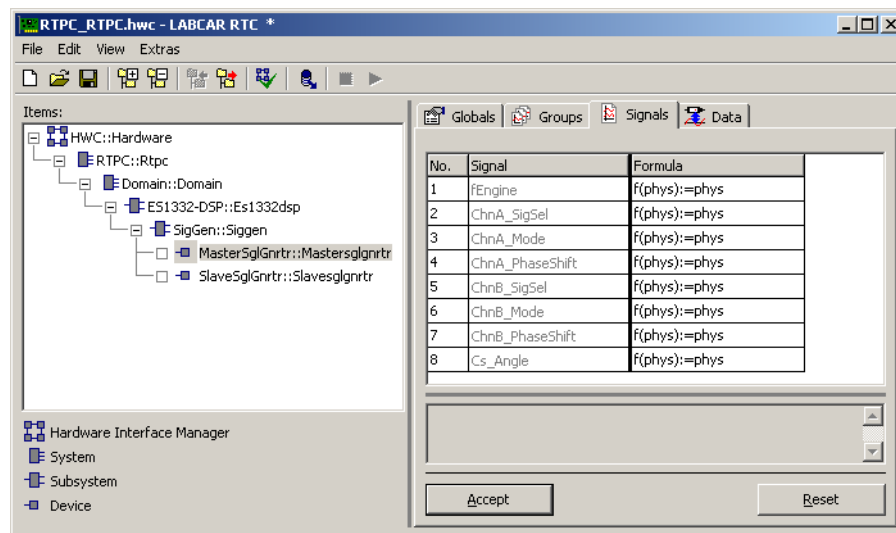 RTPC_RTPC.hwc - LABCAR RTC *
File Edit View Extras
Items:
HWC::Hardware
RTPC::Rtpc
Domain::Domain
ES1332-DSP::Es1332dsp
SigGen::Siggen
MasterSglGnrtr::Mastersglgnrtr
SlaveSglGnrtr::Slavesglgnrtr
Hardware Interface Manager
System
Subsystem
Device
Globals Groups Signals Data
No. Signal Formula
1 fEngine f(phys):=phys
2 ChnA_SigSel f(phys):=phys
3 ChnA_Mode f(phys):=phys
4 ChnA_PhaseShift f(phys):=phys
5 ChnB_SigSel f(phys):=phys
6 ChnB_Mode f(phys):=phys
7 ChnB_PhaseShift f(phys):=phys
8 Cs_Angle f(phys):=phys
Accept Reset